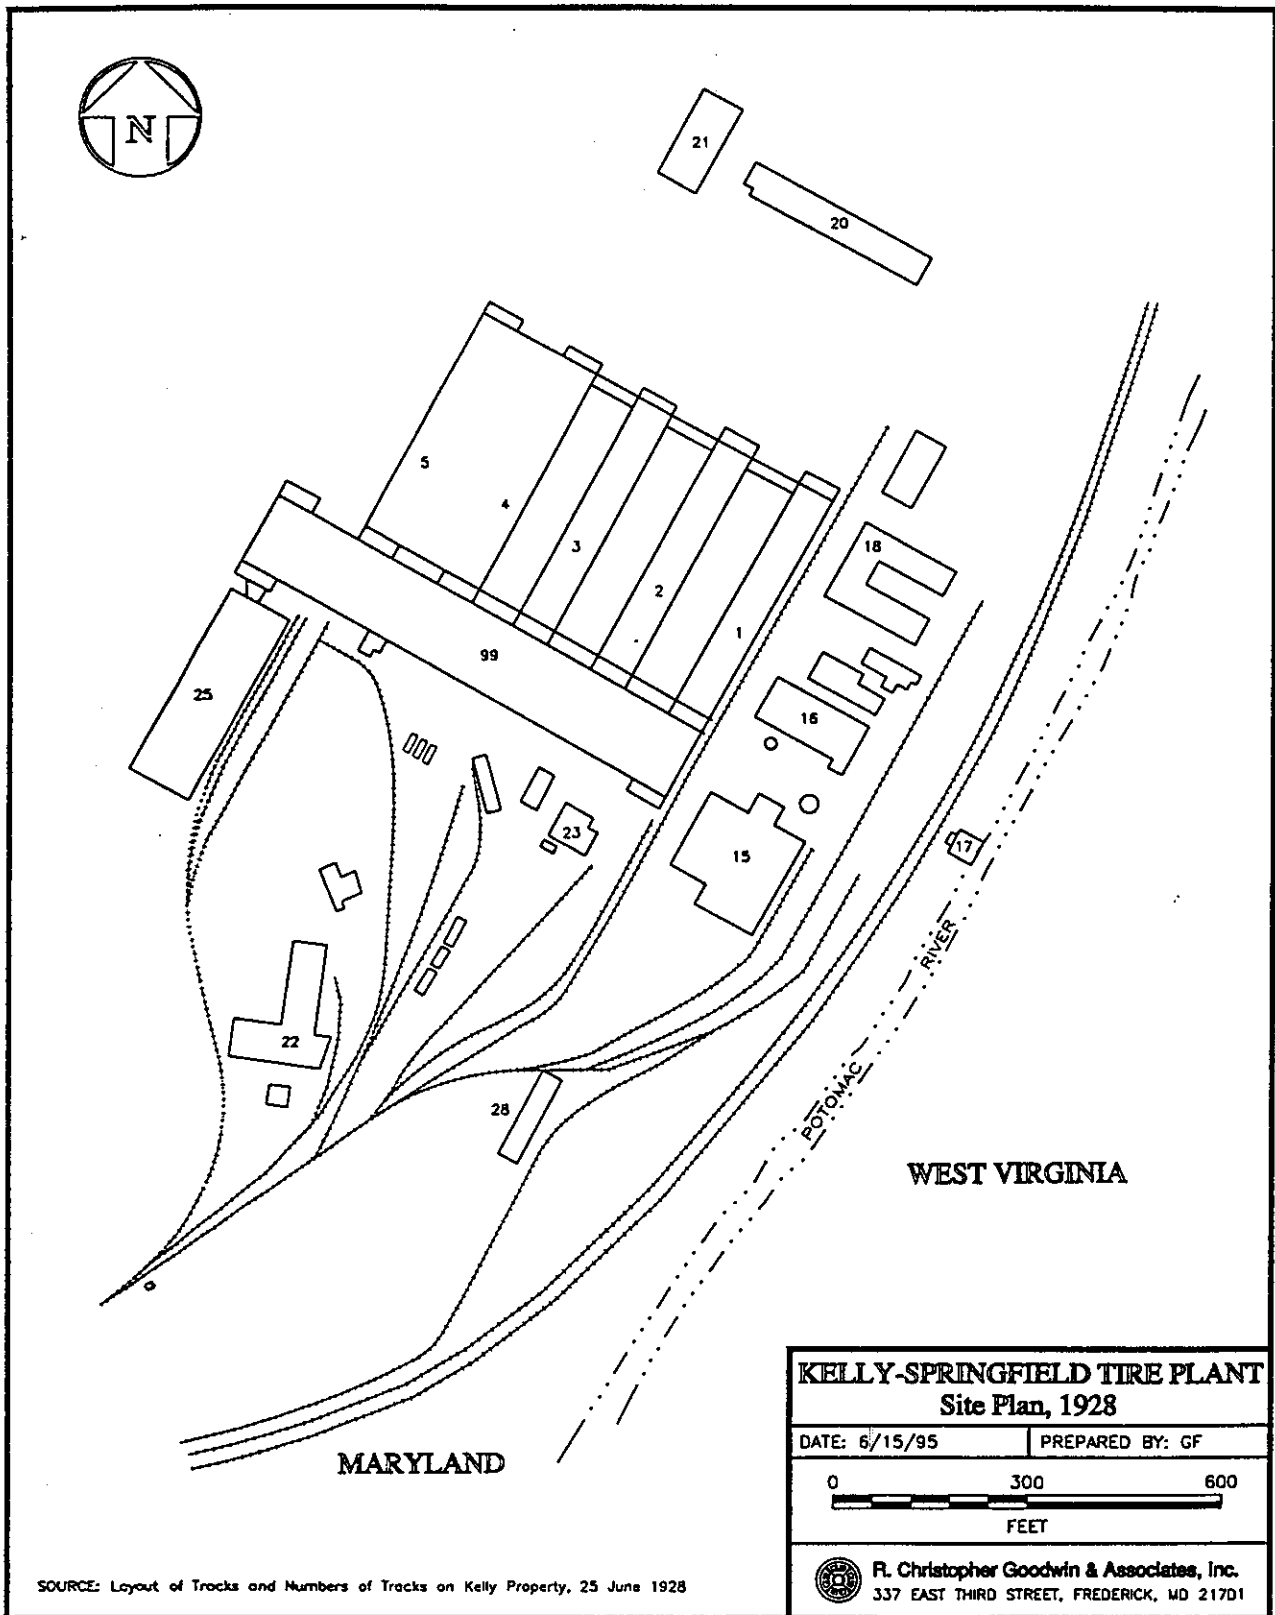 N
21
20
5
4
3
2
1
18
99
25
16
23
15
17
22
28
RIVER
POTOMAC
WEST VIRGINIA
MARYLAND
KELLY-SPRINGFIELD TIRE PLANT
Site Plan, 1928
DATE: 6/15/95
PREPARED BY: GF
0 300 600
FEET
R. Christopher Goodwin & Associates, Inc.
337 EAST THIRD STREET, FREDERICK, MD 21701
SOURCE: Layout of Tracks and Numbers of Tracks on Kelly Property, 25 June 1928